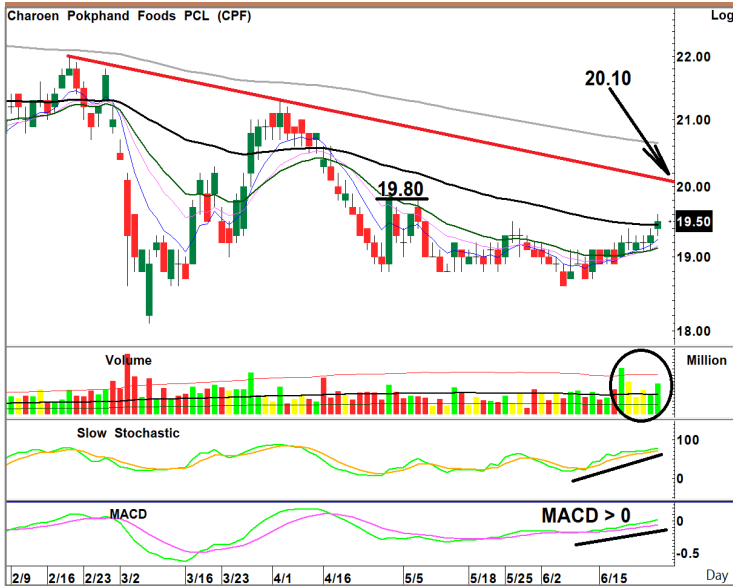 Charoen Pokphand Foods PCL (CPF)
Log
22.00
20.10
21.00
19.80
20.00
19.50
19.00
18.00
Volume
Million
Slow Stochastic
100
0
MACD
MACD > 0
0
-0.5
2/9 2/16 2/23 3/2 3/16 3/23 4/1 4/16 5/5 5/18 5/25 6/2 6/15 Day